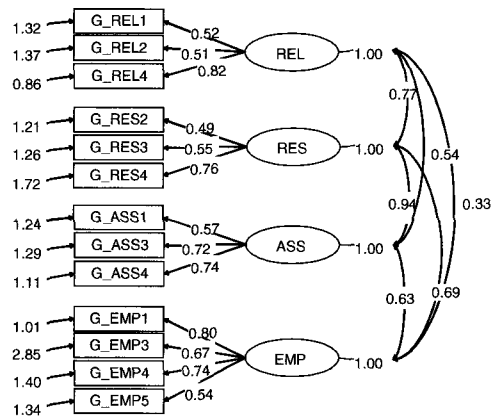 1.32 G_REL1 0.52
1.37 G_REL2 0.51 REL 1.00
0.86 G_REL4 0.82
0.77
1.21 G_RES2 0.49
1.26 G_RES3 0.55 RES 1.00
1.72 G_RES4 0.76
0.54
0.94 0.33
1.24 G_ASS1 0.57
1.29 G_ASS3 0.72 ASS 1.00
1.11 G_ASS4 0.74
0.63 0.69
1.01 G_EMP1 0.80
2.85 G_EMP3 0.67 EMP 1.00
1.40 G_EMP4 0.74
1.34 G_EMP5 0.54